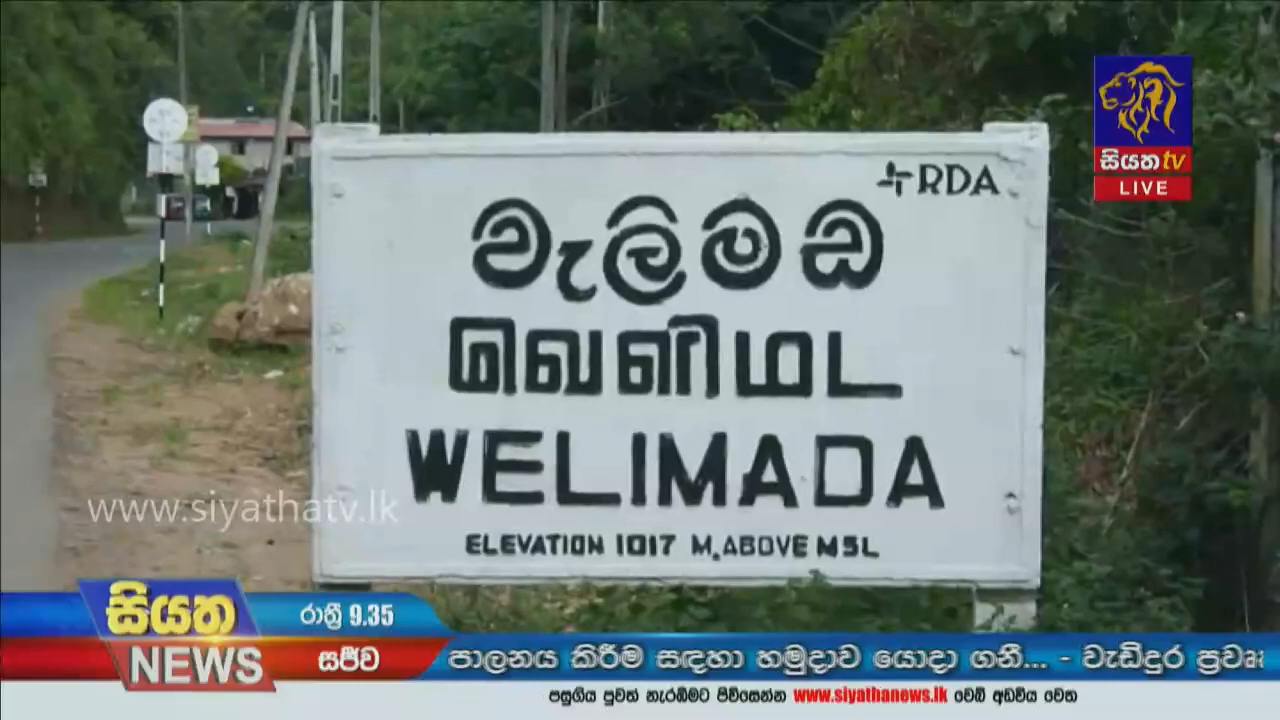 සියත tv
LIVE
RDA
වැලිමඩ
வெளிமட
WELIMADA
ELEVATION 1017 M. ABOVE MSL
www.siyathatv.lk
සියත
NEWS
රාත්‍රී 9.35
සජීව
පාලනය කිරීම සඳහා හමුදාව යොදා ගනී... - වැඩිදුර
පසුගිය පුවත් නැරඹීමට පිවිසෙන්න www.siyathanews.lk වෙබ් අඩවිය වෙත